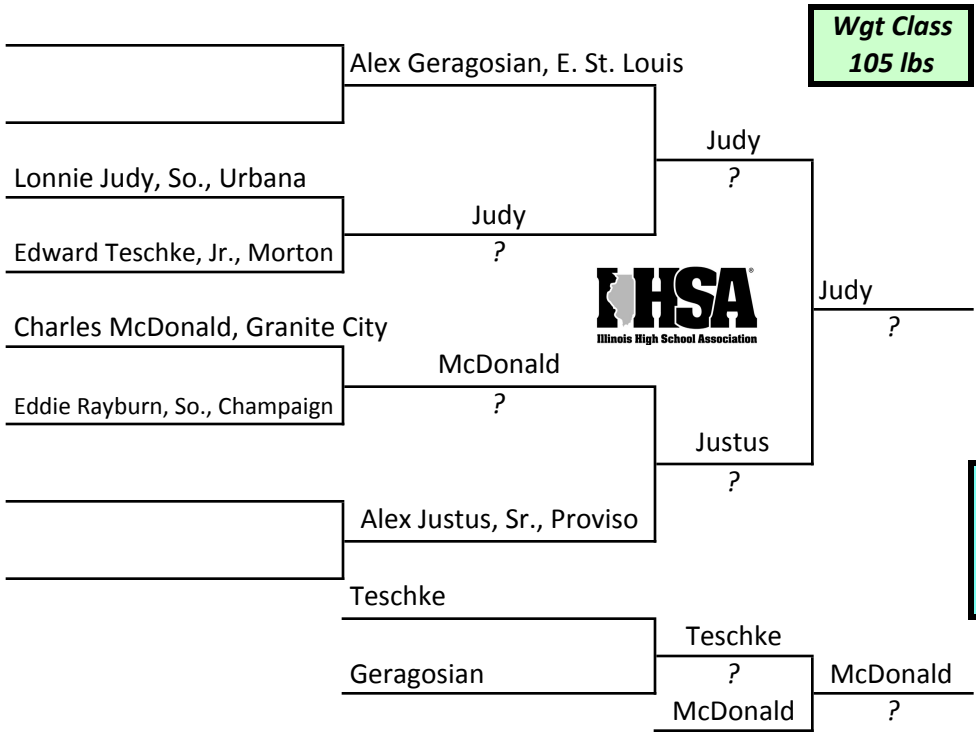 Wgt Class
105 lbs
Alex Geragosian, E. St. Louis
Judy
?
Lonnie Judy, So., Urbana
Judy
?
Edward Teschke, Jr., Morton
IHSA®
Illinois High School Association
Judy
?
Charles McDonald, Granite City
McDonald
?
Eddie Rayburn, So., Champaign
Justus
?
Alex Justus, Sr., Proviso
Teschke
Teschke
?
Geragosian
McDonald
McDonald
?